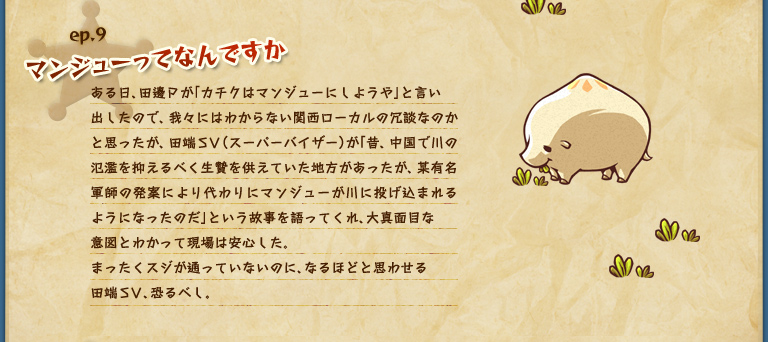 ep.9
マンジューってなんですか
ある日、田邊Pが「カチクはマンジューにしようや」と言い
出したので、我々にはわからない関西ローカルの冗談なのか
と思ったが、田端SV(スーパーバイザー)が「昔、中国で川の
氾濫を抑えるべく生贄を供えていた地方があったが、某有名
軍師の発案により代わりにマンジューが川に投げ込まれる
ようになったのだ」という故事を語ってくれ、大真面目な
意図とわかって現場は安心した。
まったくスジが通っていないのに、なるほどと思わせる
田端SV、恐るべし。